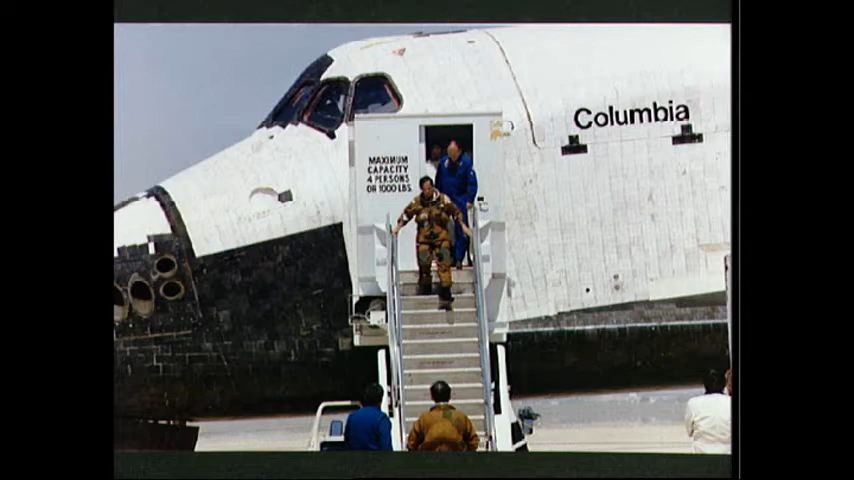 Columbia
MAXIMUM
CAPACITY
4 PERSONS
OR 1000 LBS.